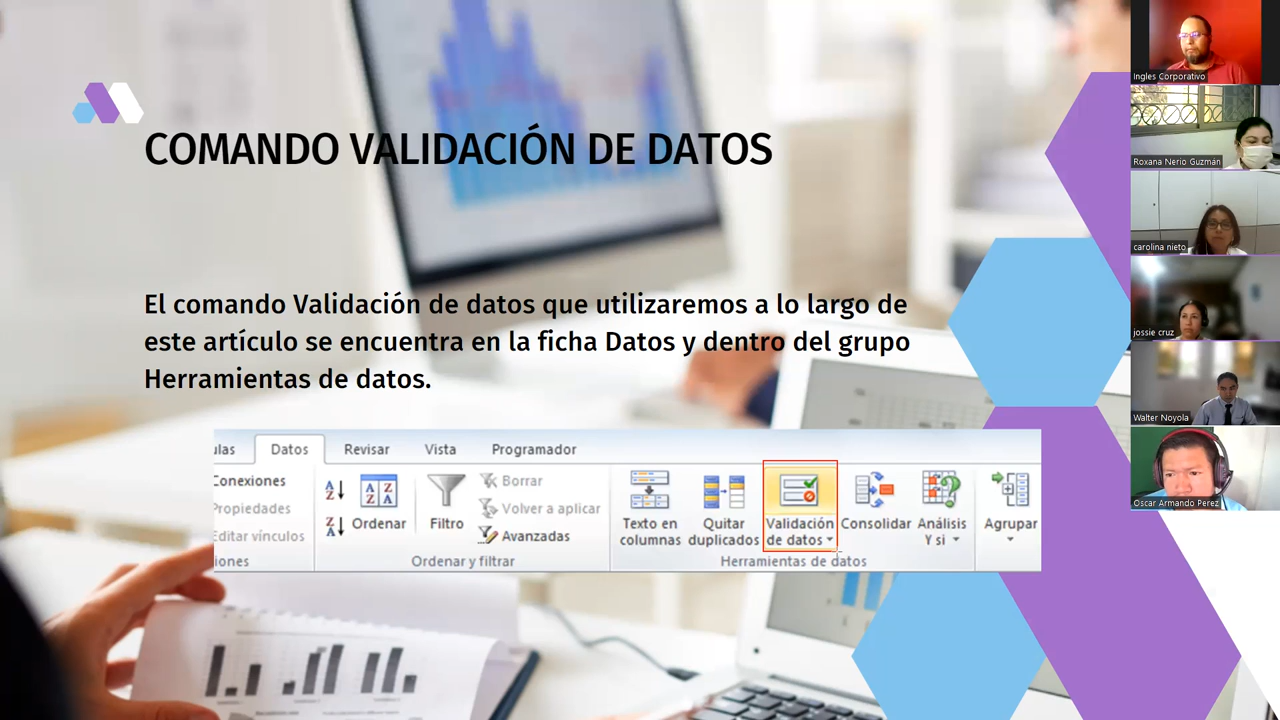 COMANDO VALIDACIÓN DE DATOS
El comando Validación de datos que utilizaremos a lo largo de
este artículo se encuentra en la ficha Datos y dentro del grupo
Herramientas de datos.
ulas Datos Revisar Vista Programador
Conexiones
Propiedades
Editar vínculos
iones
A
Z
Z
A
A Z
Z A
Ordenar
Filtro
Borrar
Volver a aplicar
Avanzadas
Ordenar y filtrar
Texto en
columnas
Quitar
duplicados
Validación
de datos
Consolidar
Análisis
Y si
Agrupar
Herramientas de datos
Ingles Corporativo
Roxana Nerio Guzmán
carolina nieto
jossie cruz
Walter Noyola
Oscar Armando Perez